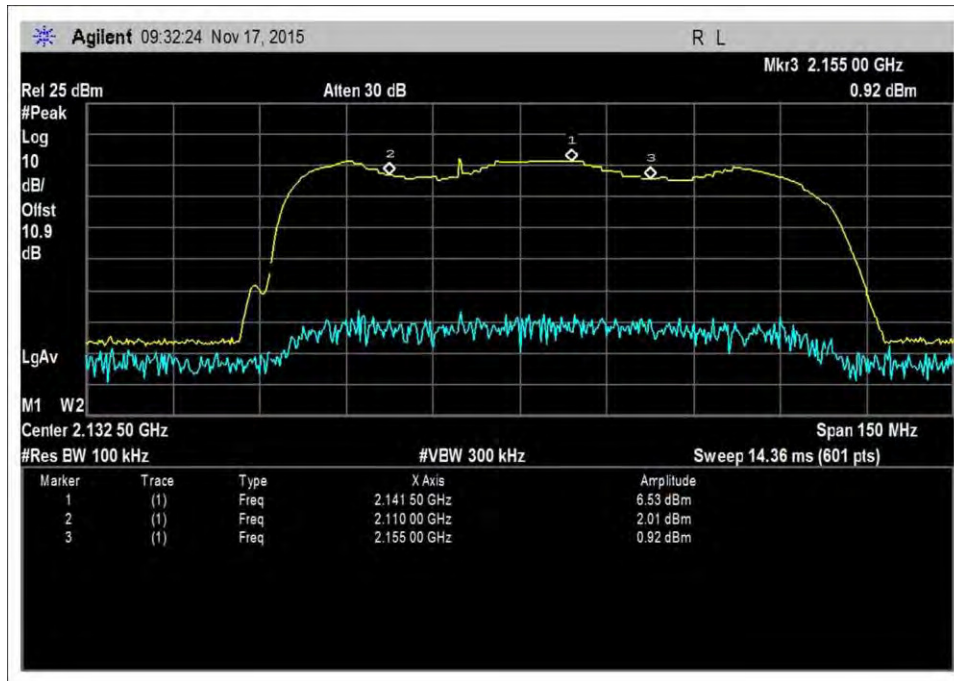 Agilent 09:32:24 Nov 17, 2015 R L
Mkr3 2.155 00 GHz
Ref 25 dBm Atten 30 dB 0.92 dBm
#Peak
Log
10
dB/
Offst
10.9
dB
2
1
3
LgAv
M1 W2
Center 2.132 50 GHz Span 150 MHz
#Res BW 100 kHz #VBW 300 kHz Sweep 14.36 ms (601 pts)
Marker Trace Type X Axis Amplitude
1 (1) Freq 2.141 50 GHz 6.53 dBm
2 (1) Freq 2.110 00 GHz 2.01 dBm
3 (1) Freq 2.155 00 GHz 0.92 dBm